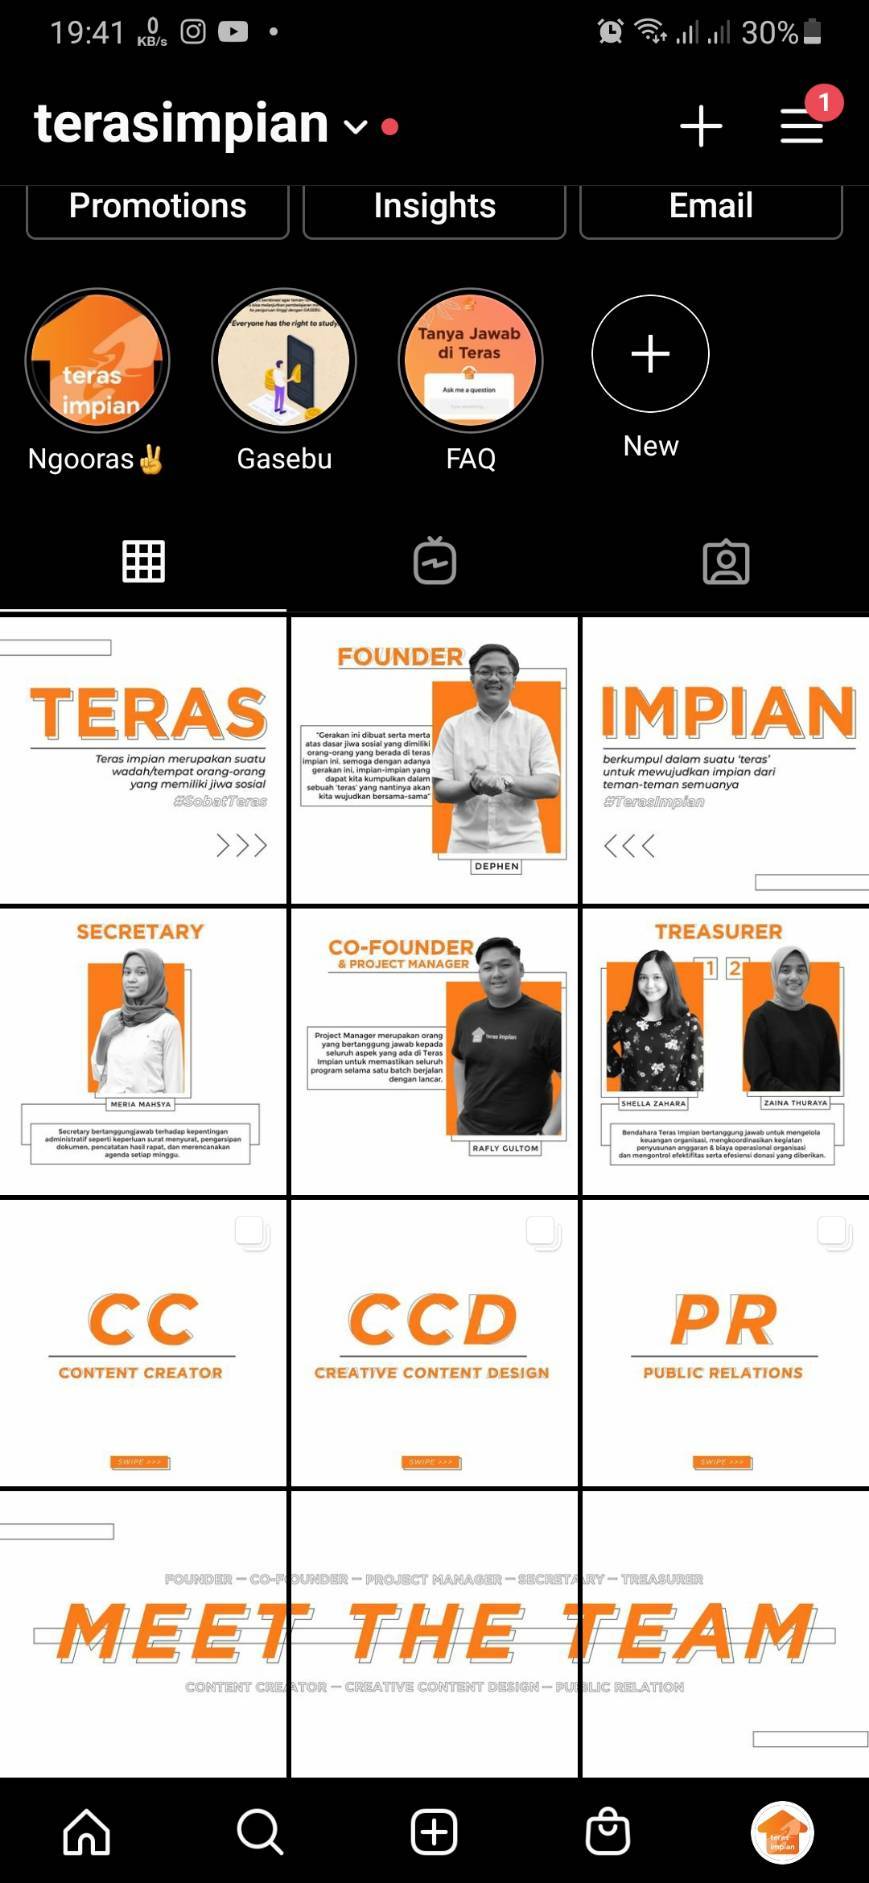 19:41
0
KB/s
30%
terasimpian
1
Promotions
Insights
Email
teras
impian
Everyone has the right to study
Tanya Jawab
di Teras
Ask me a question
Ngooras✌
Gasebu
FAQ
New
TERAS
Teras impian merupakan suatu
wadah/tempat orang-orang
yang memiliki jiwa sosial
#SobatTeras
>>>
FOUNDER
"Gerakan ini dibuat serta merta
atas dasar jiwa sosial yang dimiliki
orang-orang yang berada di teras
impian ini. semoga dengan adanya
gerakan ini, impian-impian yang
dapat kita kumpulkan dalam
sebuah 'teras' yang nantinya akan
kita wujudkan bersama-sama"
DEPHEN
IMPIAN
berkumpul dalam suatu 'teras'
untuk mewujudkan impian dari
teman-teman semuanya
#TerasImpian
<<<
SECRETARY
MERIA MAHSYA
Secretary bertanggungjawab terhadap kepentingan
administratif seperti keperluan surat menyurat, pengarsipan
dokumen, pencatatan hasil rapat, dan merencanakan
agenda setiap minggu.
CO-FOUNDER
& PROJECT MANAGER
Project Manager merupakan orang
yang bertanggung jawab kepada
seluruh aspek yang ada di Teras
Impian untuk memastikan seluruh
program selama satu batch berjalan
dengan lancar.
teras impian
RAFLY GULTOM
TREASURER
1 2
SHELLA ZAHARA
ZAINA THURAYA
Bendahara Teras Impian bertanggung jawab untuk mengelola
keuangan organisasi, mengkoordinasikan kegiatan
penyusunan anggaran & biaya operasional organisasi
dan mengontrol efektifitas serta efesiensi donasi yang diberikan.
CC
CONTENT CREATOR
SWIPE >>>
CCD
CREATIVE CONTENT DESIGN
SWIPE >>>
PR
PUBLIC RELATIONS
SWIPE >>>
FOUNDER — CO-FOUNDER — PROJECT MANAGER — SECRETARY — TREASURER
MEET THE TEAM
CONTENT CREATOR — CREATIVE CONTENT DESIGN — PUBLIC RELATION
teras
impian